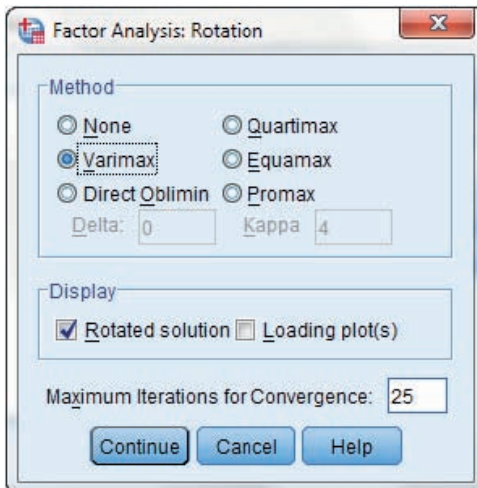 Factor Analysis: Rotation
Method
None Quartimax
Varimax Equamax
Direct Oblimin Promax
Delta: 0 Kappa 4
Display
Rotated solution Loading plot(s)
Maximum Iterations for Convergence: 25
Continue Cancel Help